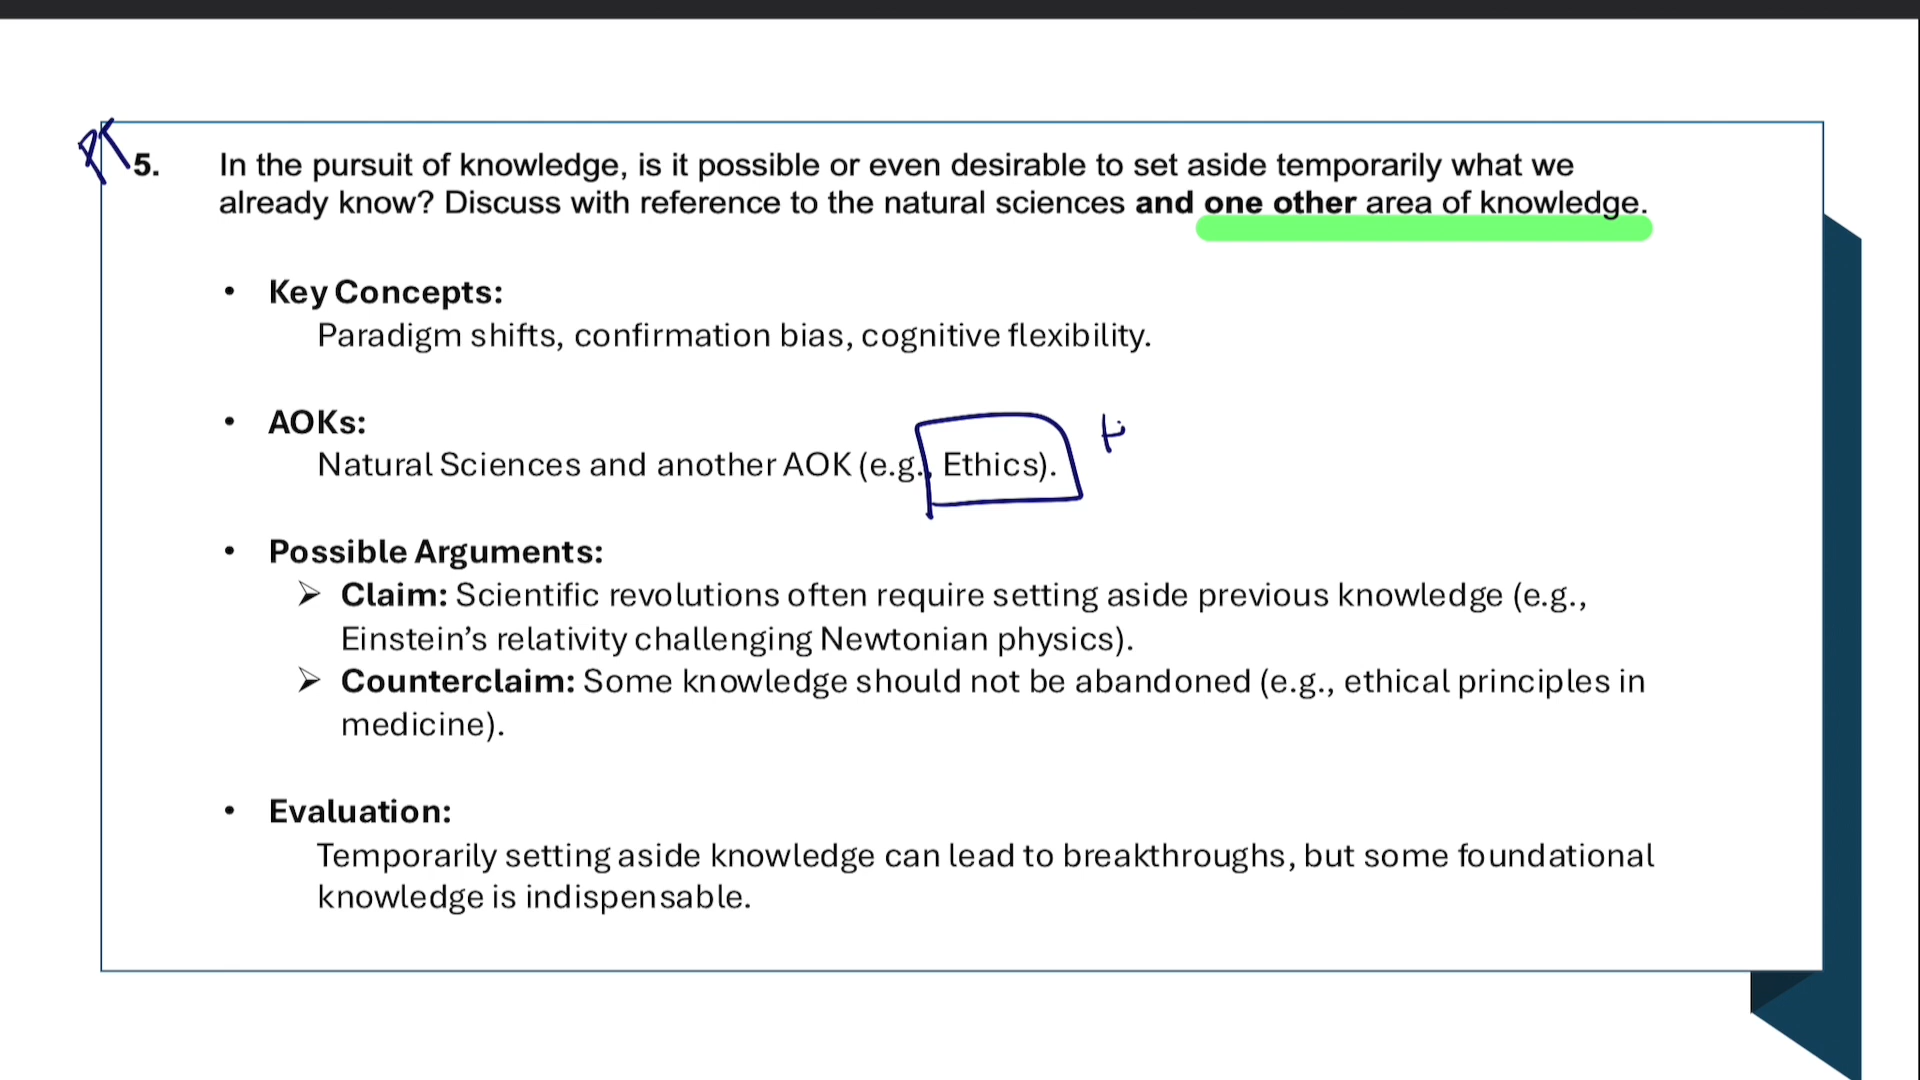 5. In the pursuit of knowledge, is it possible or even desirable to set aside temporarily what we
already know? Discuss with reference to the natural sciences and one other area of knowledge.
• Key Concepts:
Paradigm shifts, confirmation bias, cognitive flexibility.
• AOKs:
Natural Sciences and another AOK (e.g., Ethics).
• Possible Arguments:
➢ Claim: Scientific revolutions often require setting aside previous knowledge (e.g.,
Einstein’s relativity challenging Newtonian physics).
➢ Counterclaim: Some knowledge should not be abandoned (e.g., ethical principles in
medicine).
• Evaluation:
Temporarily setting aside knowledge can lead to breakthroughs, but some foundational
knowledge is indispensable.